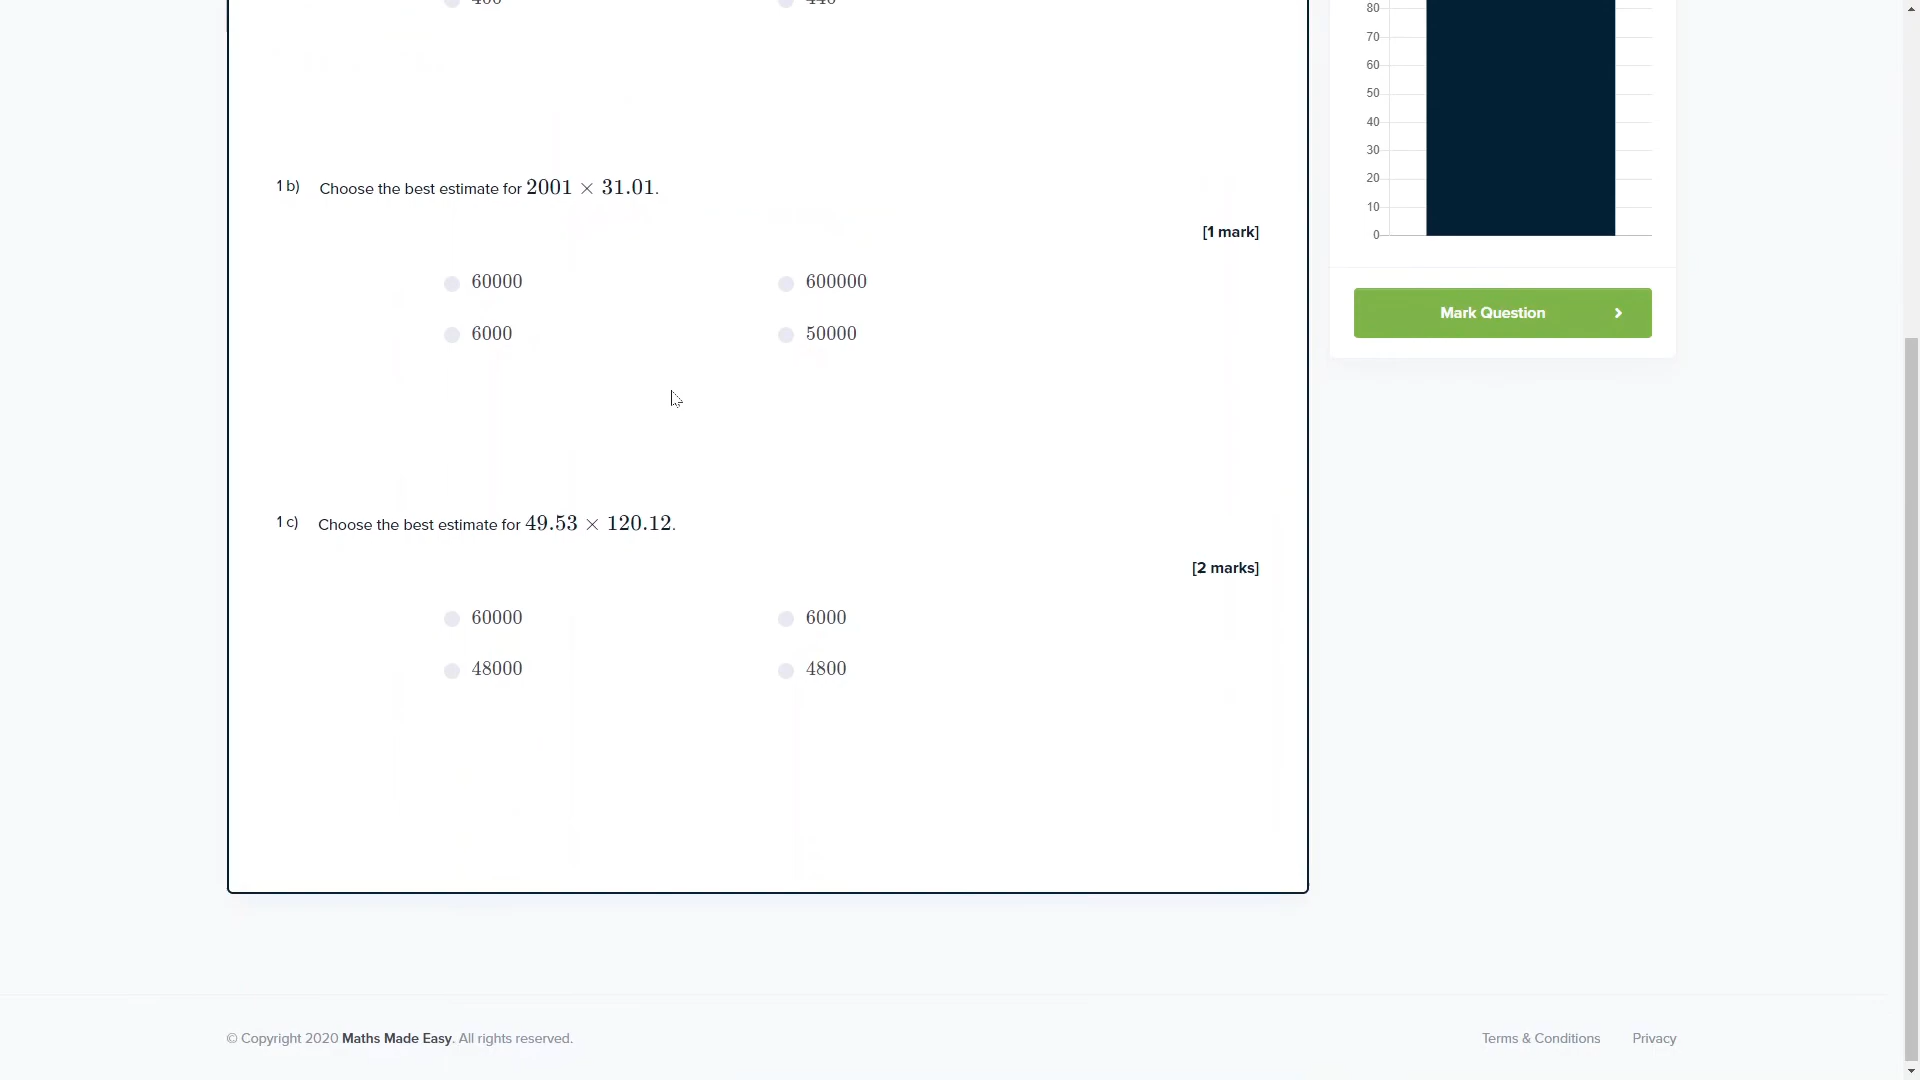 400 440
1 b) Choose the best estimate for 2001 × 31.01.
[1 mark]
60000 600000
6000 50000
1 c) Choose the best estimate for 49.53 × 120.12.
[2 marks]
60000 6000
48000 4800
80
70
60
50
40
30
20
10
0
Mark Question
© Copyright 2020 Maths Made Easy. All rights reserved.
Terms & Conditions Privacy